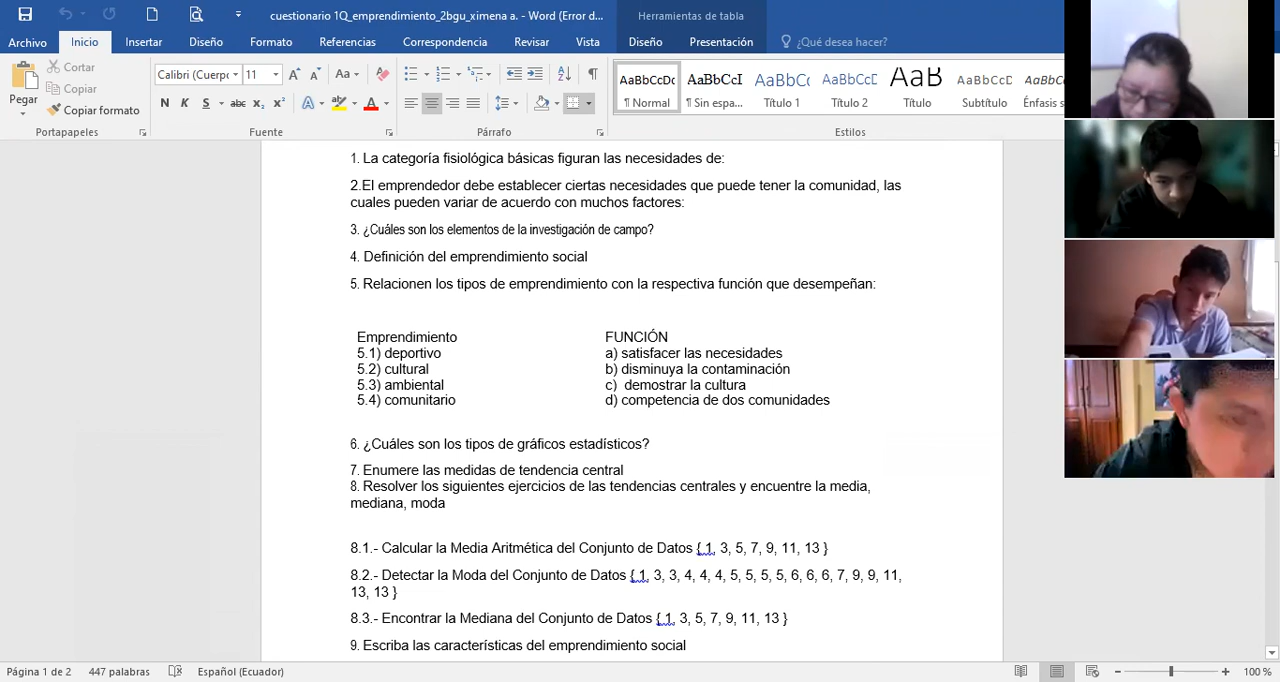 cuestionario 1Q_emprendimiento_2bgu_ximena a. - Word (Error d...
Herramientas de tabla
Archivo Inicio Insertar Diseño Formato Referencias Correspondencia Revisar Vista Diseño Presentación ¿Qué desea hacer?
Pegar
Cortar
Copiar
Copiar formato
Portapapeles
Calibri (Cuerpo 11
N K S abc x₂ x²
Fuente
Párrafo
AaBbCcDc AaBbCcI AaBbCc AaBbCcD AaB AaBbCcD AaBbCc
¶ Normal ¶ Sin espa... Título 1 Título 2 Título Subtítulo Énfasis s
Estilos
1. La categoría fisiológica básicas figuran las necesidades de:
2.El emprendedor debe establecer ciertas necesidades que puede tener la comunidad, las
cuales pueden variar de acuerdo con muchos factores:
3. ¿Cuáles son los elementos de la investigación de campo?
4. Definición del emprendimiento social
5. Relacionen los tipos de emprendimiento con la respectiva función que desempeñan:
Emprendimiento FUNCIÓN
5.1) deportivo a) satisfacer las necesidades
5.2) cultural b) disminuya la contaminación
5.3) ambiental c) demostrar la cultura
5.4) comunitario d) competencia de dos comunidades
6. ¿Cuáles son los tipos de gráficos estadísticos?
7. Enumere las medidas de tendencia central
8. Resolver los siguientes ejercicios de las tendencias centrales y encuentre la media,
mediana, moda
8.1.- Calcular la Media Aritmética del Conjunto de Datos { 1, 3, 5, 7, 9, 11, 13 }
8.2.- Detectar la Moda del Conjunto de Datos { 1, 3, 3, 4, 4, 4, 5, 5, 5, 5, 6, 6, 6, 7, 9, 9, 11,
13, 13 }
8.3.- Encontrar la Mediana del Conjunto de Datos { 1, 3, 5, 7, 9, 11, 13 }
9. Escriba las características del emprendimiento social
Página 1 de 2 447 palabras Español (Ecuador) 100 %